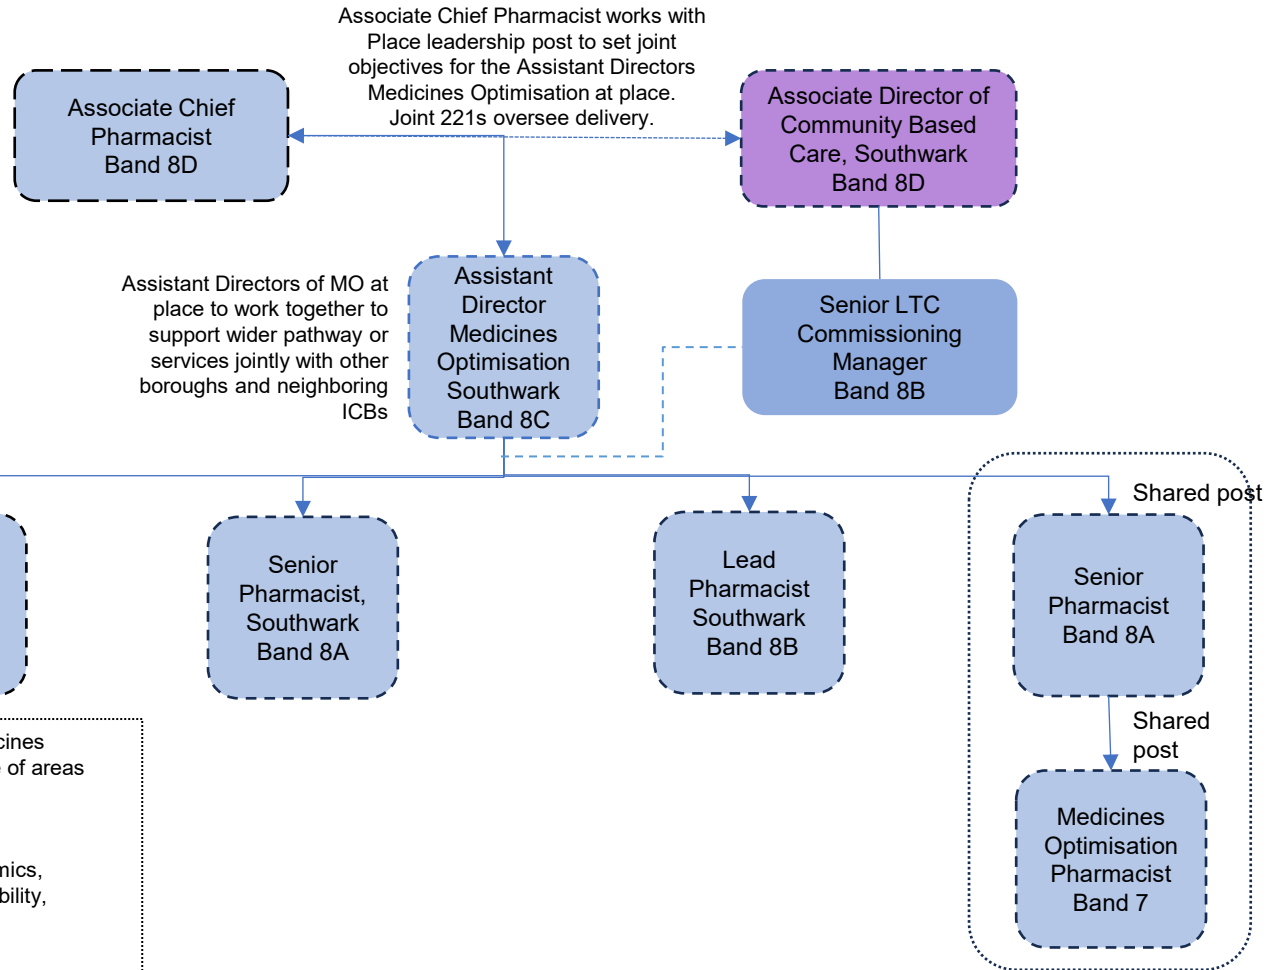 Associate Chief Pharmacist works with
Place leadership post to set joint
objectives for the Assistant Directors
Medicines Optimisation at place.
Joint 221s oversee delivery.
Associate Chief
Pharmacist
Band 8D
Associate Director of
Community Based
Care, Southwark
Band 8D
Assistant Directors of MO at
place to work together to
support wider pathway or
services jointly with other
boroughs and neighboring
ICBs
Assistant
Director
Medicines
Optimisation
Southwark
Band 8C
Senior LTC
Commissioning
Manager
Band 8B
Shared post
Senior
Pharmacist,
Southwark
Band 8A
Lead
Pharmacist
Southwark
Band 8B
Senior
Pharmacist
Band 8A
Shared
post
Medicines
Optimisation
Pharmacist
Band 7
cines
of areas
mics,
bility,